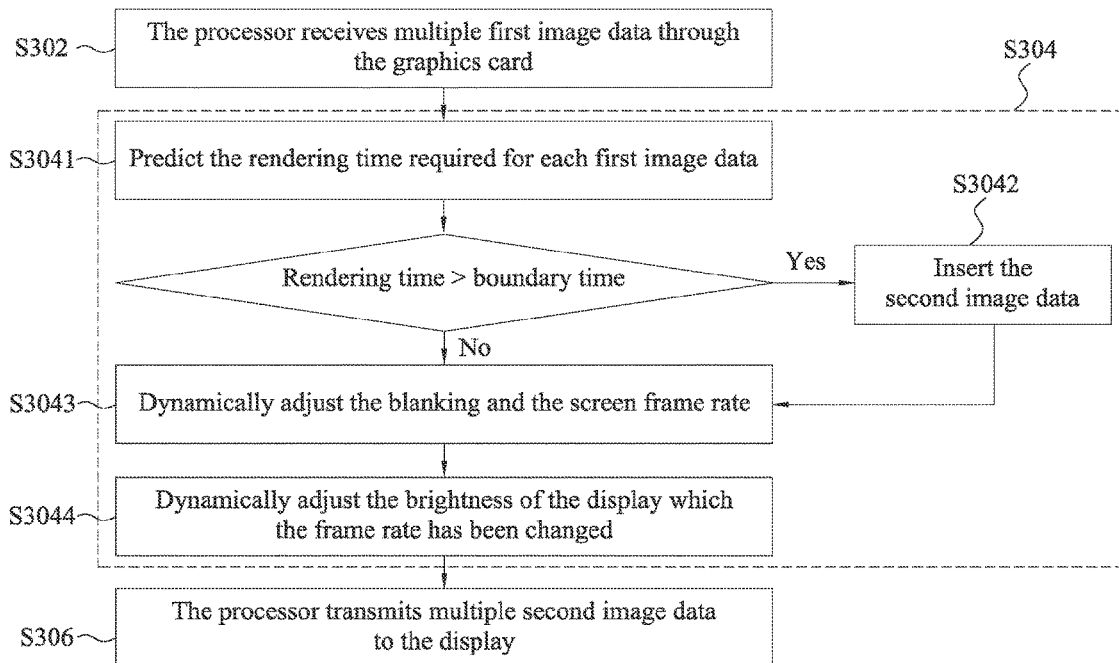 S302
The processor receives multiple first image data through
the graphics card
S304
S3041
Predict the rendering time required for each first image data
S3042
Rendering time > boundary time
Yes
Insert the
second image data
No
S3043
Dynamically adjust the blanking and the screen frame rate
S3044
Dynamically adjust the brightness of the display which
the frame rate has been changed
S306
The processor transmits multiple second image data
to the display